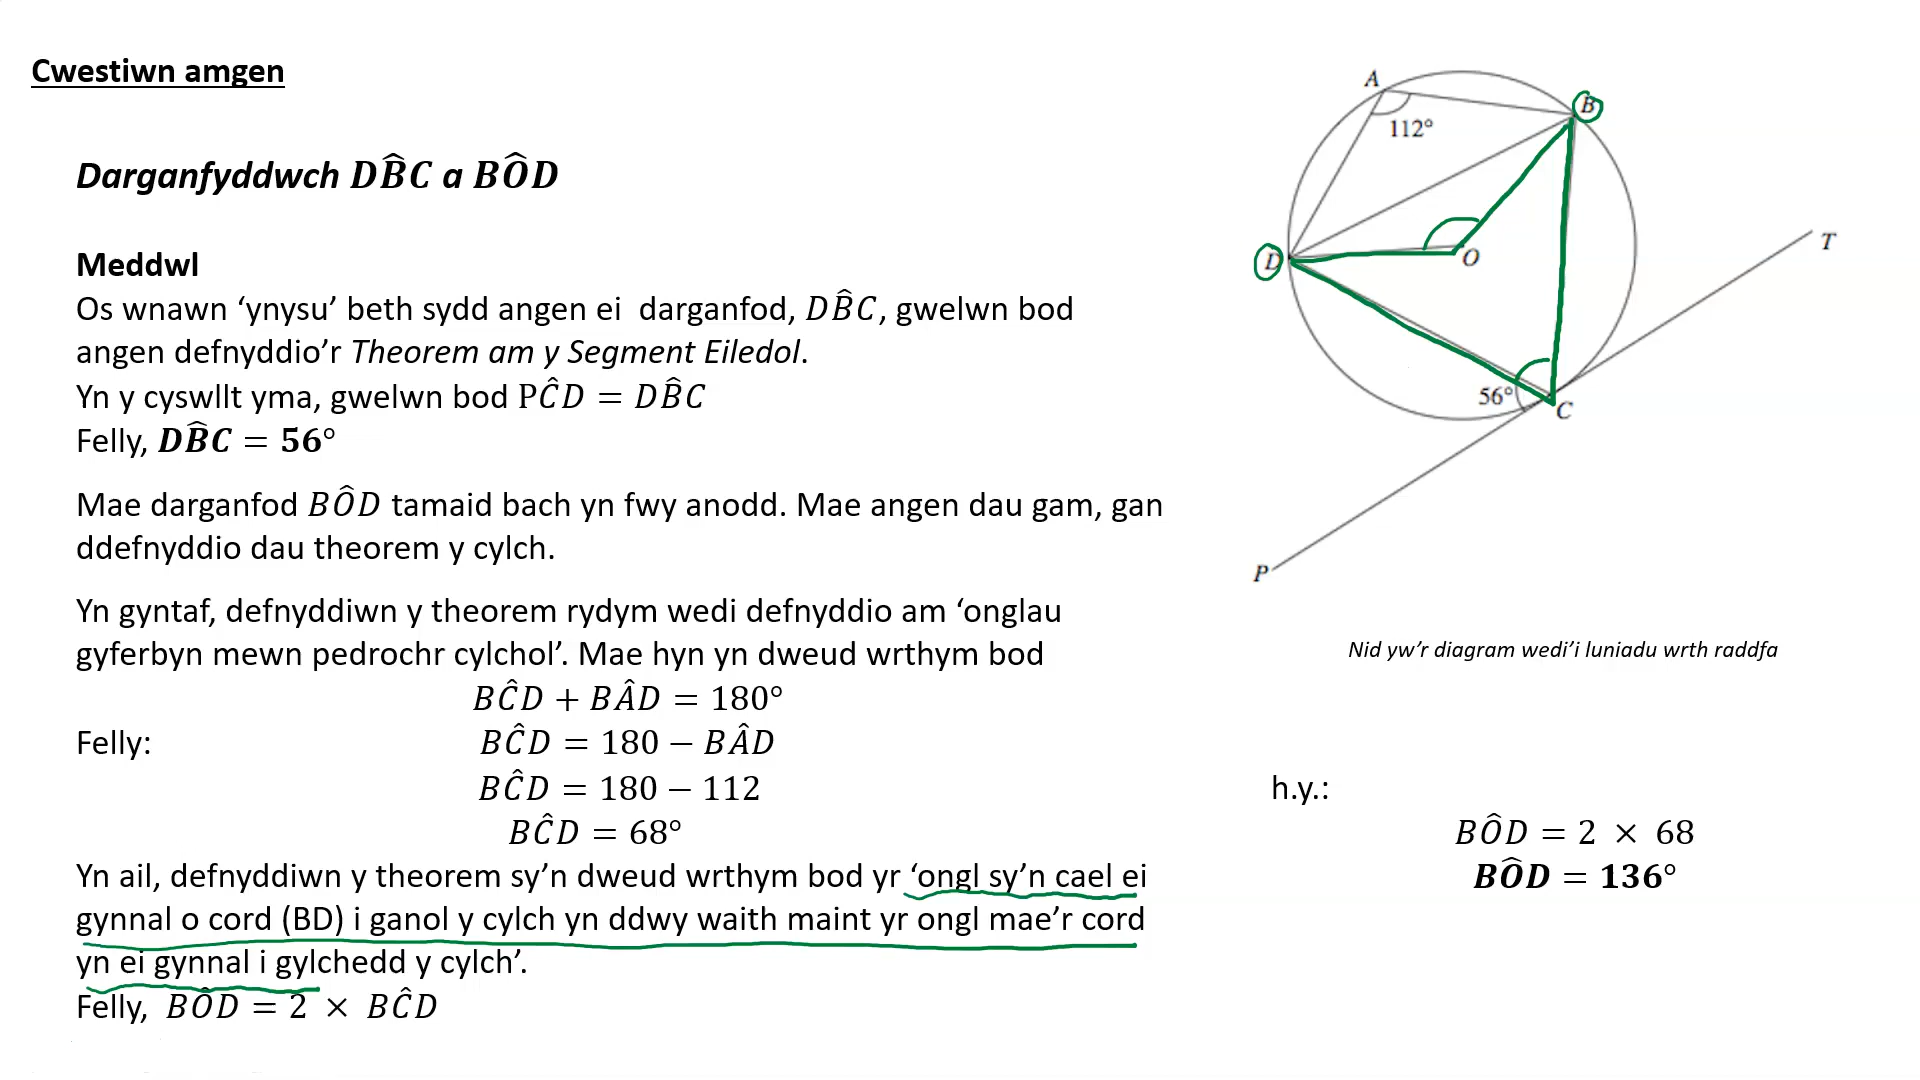 Cwestiwn amgen
Darganfyddwch DB̂C a BÔD
Meddwl
Os wnawn ‘ynysu’ beth sydd angen ei darganfod, DB̂C, gwelwn bod
angen defnyddio’r Theorem am y Segment Eiledol.
Yn y cyswllt yma, gwelwn bod PĈD = DB̂C
Felly, DB̂C = 56°
Mae darganfod BÔD tamaid bach yn fwy anodd. Mae angen dau gam, gan
ddefnyddio dau theorem y cylch.
Yn gyntaf, defnyddiwn y theorem rydym wedi defnyddio am ‘onglau
gyferbyn mewn pedrochr cylchol’. Mae hyn yn dweud wrthym bod
BĈD + BÂD = 180°
Felly: BĈD = 180 − BÂD
BĈD = 180 − 112
BĈD = 68°
Yn ail, defnyddiwn y theorem sy’n dweud wrthym bod yr ‘ongl sy’n cael ei
gynnal o cord (BD) i ganol y cylch yn ddwy waith maint yr ongl mae’r cord
yn ei gynnal i gylchedd y cylch’.
Felly, BÔD = 2 × BĈD
A
B
112°
D
O
T
56°
C
P
Nid yw’r diagram wedi’i luniadu wrth raddfa
h.y.:
BÔD = 2 × 68
BÔD = 136°